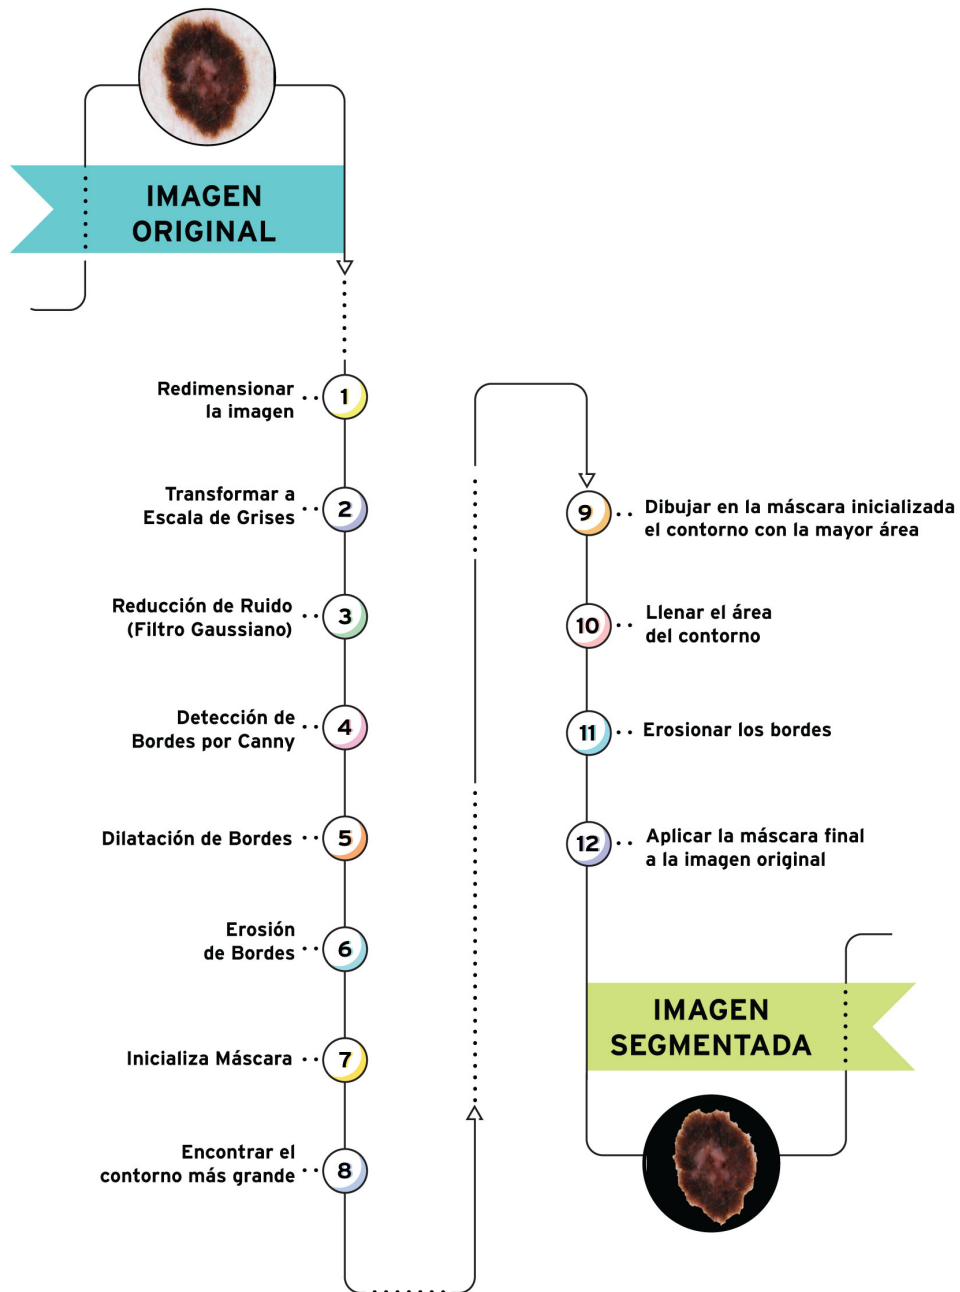 IMAGEN
ORIGINAL
1
Redimensionar
la imagen
2
Transformar a
Escala de Grises
3
Reducción de Ruido
(Filtro Gaussiano)
4
Detección de
Bordes por Canny
5
Dilatación de Bordes
6
Erosión
de Bordes
7
Inicializa Máscara
8
Encontrar el
contorno más grande
9
Dibujar en la máscara inicializada
el contorno con la mayor área
10
Llenar el área
del contorno
11
Erosionar los bordes
12
Aplicar la máscara final
a la imagen original
IMAGEN
SEGMENTADA